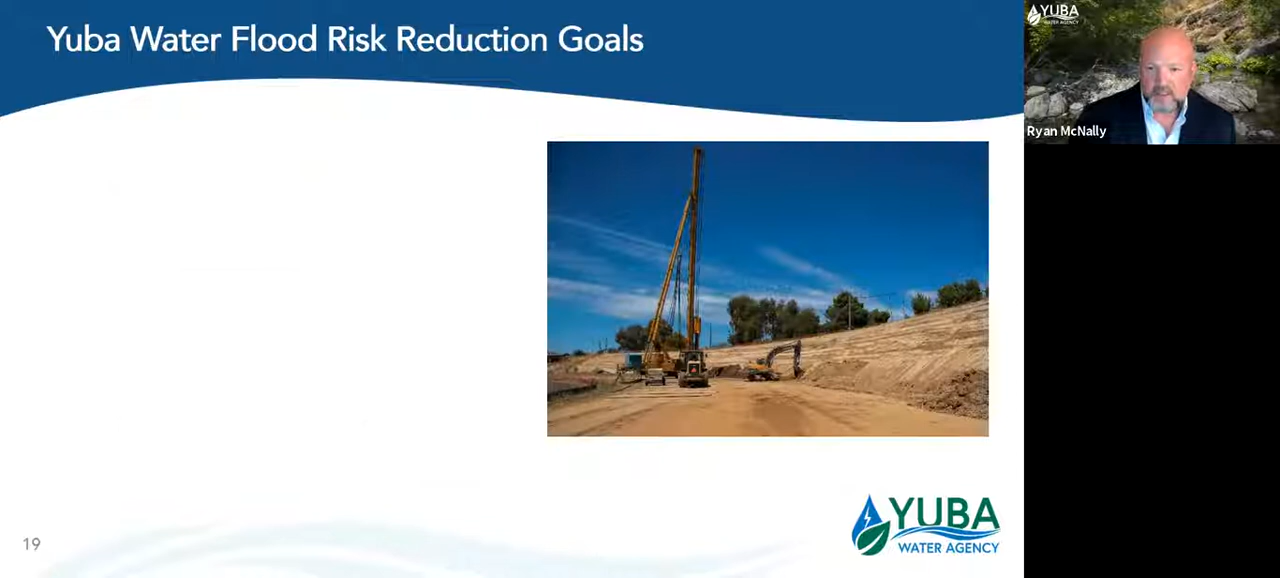 Yuba Water Flood Risk Reduction Goals
YUBA
WATER AGENCY
Ryan McNally
YUBA
WATER AGENCY
19